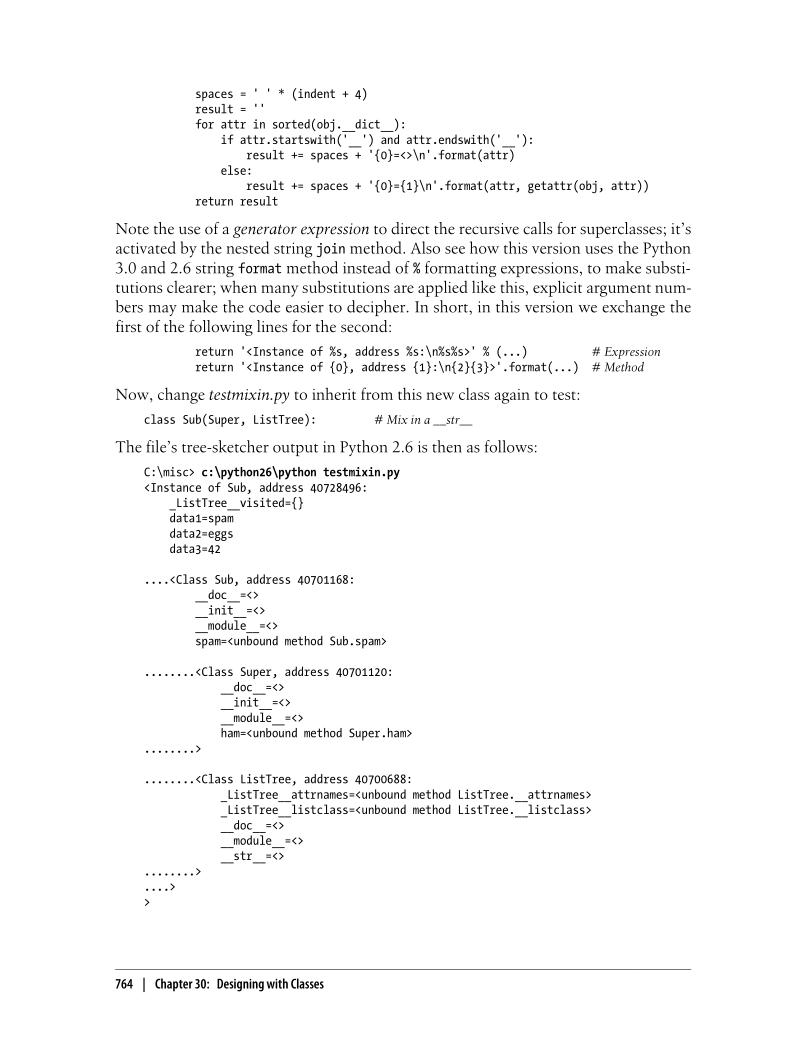 spaces = ' ' * (indent + 4)
        result = ''
        for attr in sorted(obj.__dict__):
            if attr.startswith('__') and attr.endswith('__'):
                result += spaces + '{0}=<>\n'.format(attr)
            else:
                result += spaces + '{0}={1}\n'.format(attr, getattr(obj, attr))
        return result
Note the use of a generator expression to direct the recursive calls for superclasses; it's
activated by the nested string join method. Also see how this version uses the Python
3.0 and 2.6 string format method instead of % formatting expressions, to make substi-
tutions clearer; when many substitutions are applied like this, explicit argument num-
bers may make the code easier to decipher. In short, in this version we exchange the
first of the following lines for the second:
        return '<Instance of %s, address %s:\n%s%s>' % (...)          # Expression
        return '<Instance of {0}, address {1}:\n{2}{3}>'.format(...)  # Method
Now, change testmixin.py to inherit from this new class again to test:
class Sub(Super, ListTree):         # Mix in a __str__
The file's tree-sketcher output in Python 2.6 is then as follows:
C:\misc> c:\python26\python testmixin.py
<Instance of Sub, address 40728496:
    _ListTree__visited={}
    data1=spam
    data2=eggs
    data3=42
....<Class Sub, address 40701168:
        __doc__=<>
        __init__=<>
        __module__=<>
        spam=<unbound method Sub.spam>
........<Class Super, address 40701120:
            __doc__=<>
            __init__=<>
            __module__=<>
            ham=<unbound method Super.ham>
........>
........<Class ListTree, address 40700688:
            _ListTree__attrnames=<unbound method ListTree.__attrnames>
            _ListTree__listclass=<unbound method ListTree.__listclass>
            __doc__=<>
            __module__=<>
            __str__=<>
........>
....>
>
764 | Chapter 30: Designing with Classes